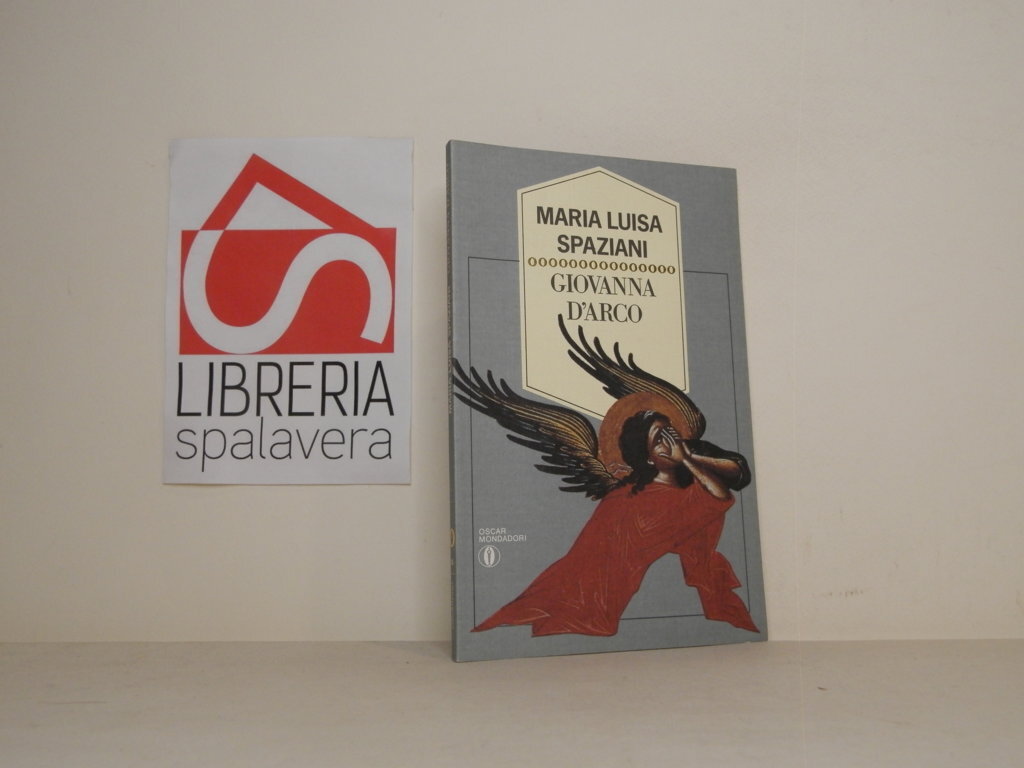 LIBRERIA
spalavera
MARIA LUISA
SPAZIANI
GIOVANNA
D'ARCO
OSCAR
MONDADORI